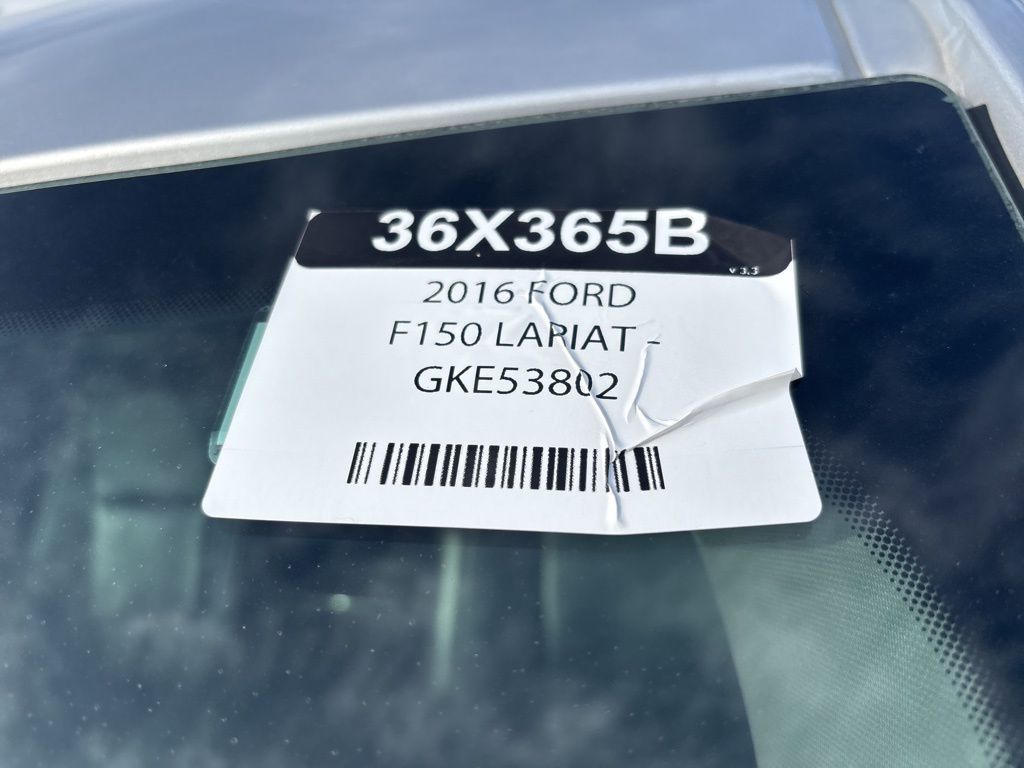 36X365B
v 3.3
2016 FORD
F150 LARIAT -
GKE53802